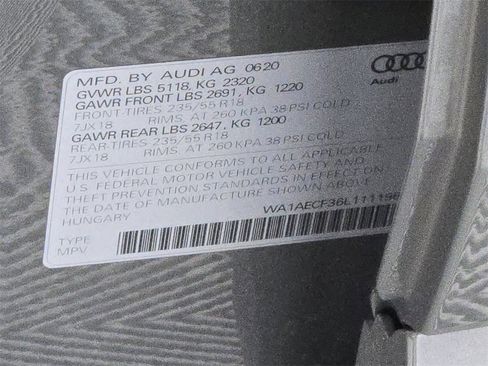 MFD. BY AUDI AG 0620
GVWR LBS 5118, KG 2320
GAWR FRONT LBS 2691, KG 1220
FRONT-TIRES 235/55 R18
7JX18 RIMS. AT 260 KPA 38 PSI COLD
GAWR REAR LBS 2647, KG 1200
REAR-TIRES 235/55 R18
7JX18 RIMS. AT 260 KPA 38 PSI COLD
THIS VEHICLE CONFORMS TO ALL APPLICABLE
U.S. FEDERAL MOTOR VEHICLE SAFETY AND
THEFT PREVENTION STANDARDS IN EFFECT ON
THE DATE OF MANUFACTURE SHOWN ABOVE
HUNGARY
TYPE
MPV
Audi